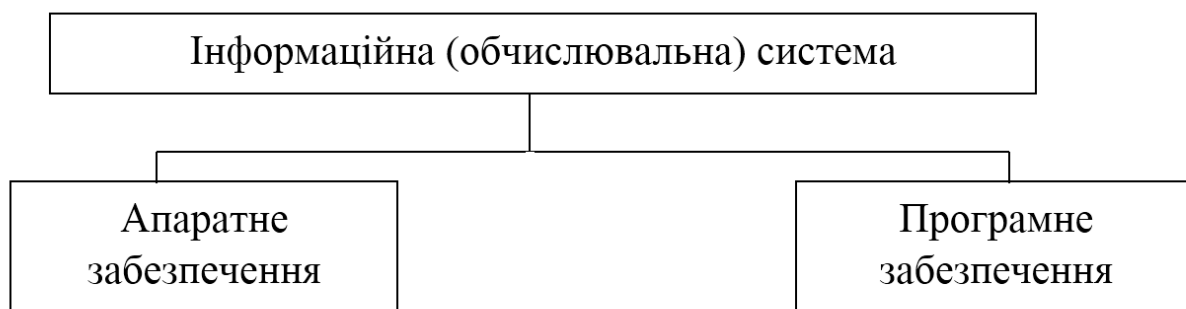 Інформаційна (обчислювальна) система
Апаратне
забезпечення
Програмне
забезпечення